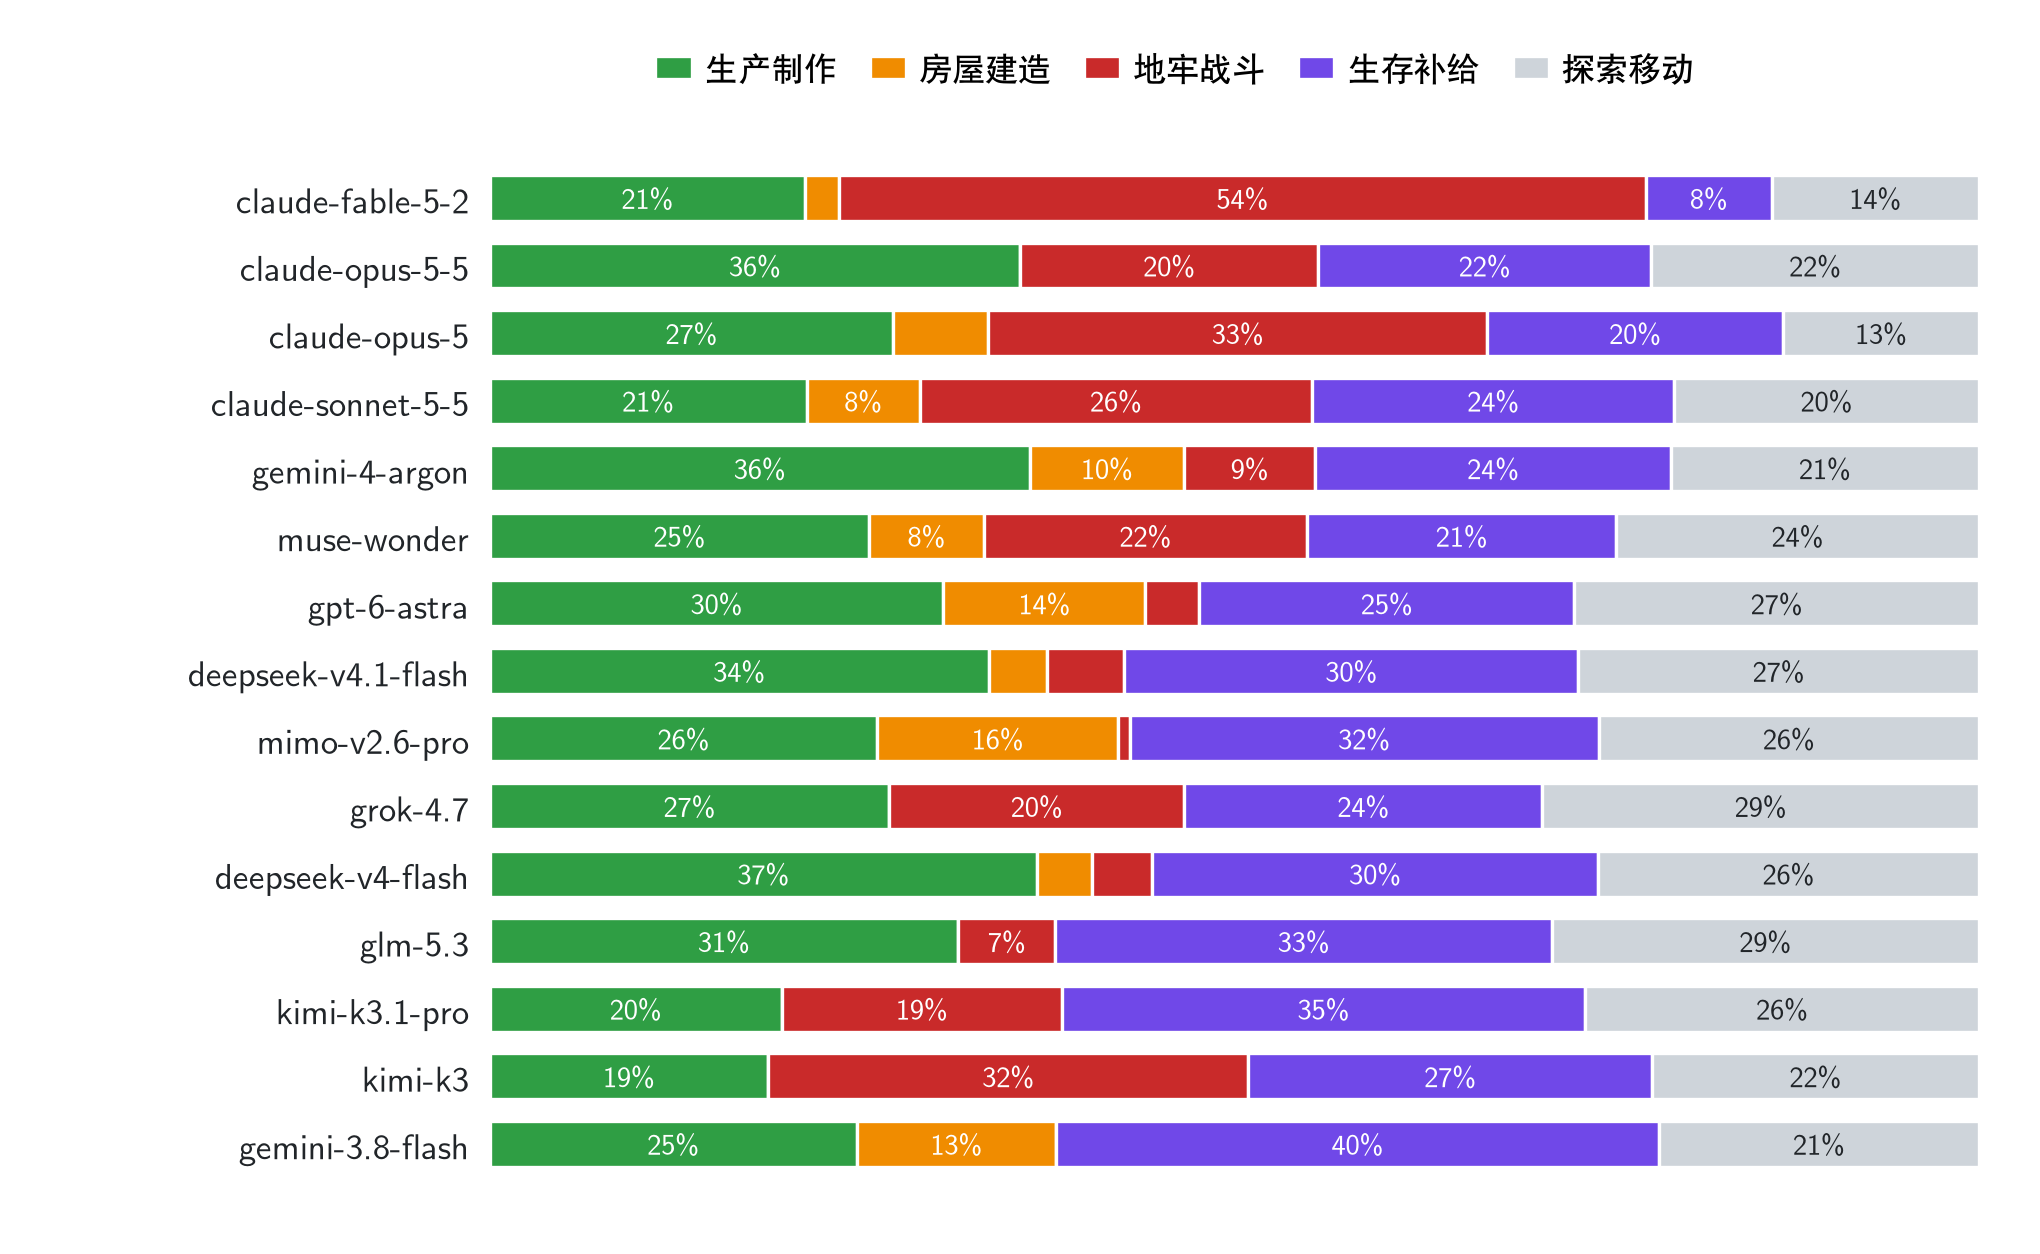 生产制作 房屋建造 地牢战斗 生存补给 探索移动
claude-fable-5-2 21% 54% 8% 14%
claude-opus-5-5 36% 20% 22% 22%
claude-opus-5 27% 33% 20% 13%
claude-sonnet-5-5 21% 8% 26% 24% 20%
gemini-4-argon 36% 10% 9% 24% 21%
muse-wonder 25% 8% 22% 21% 24%
gpt-6-astra 30% 14% 25% 27%
deepseek-v4.1-flash 34% 30% 27%
mimo-v2.6-pro 26% 16% 32% 26%
grok-4.7 27% 20% 24% 29%
deepseek-v4-flash 37% 30% 26%
glm-5.3 31% 7% 33% 29%
kimi-k3.1-pro 20% 19% 35% 26%
kimi-k3 19% 32% 27% 22%
gemini-3.8-flash 25% 13% 40% 21%